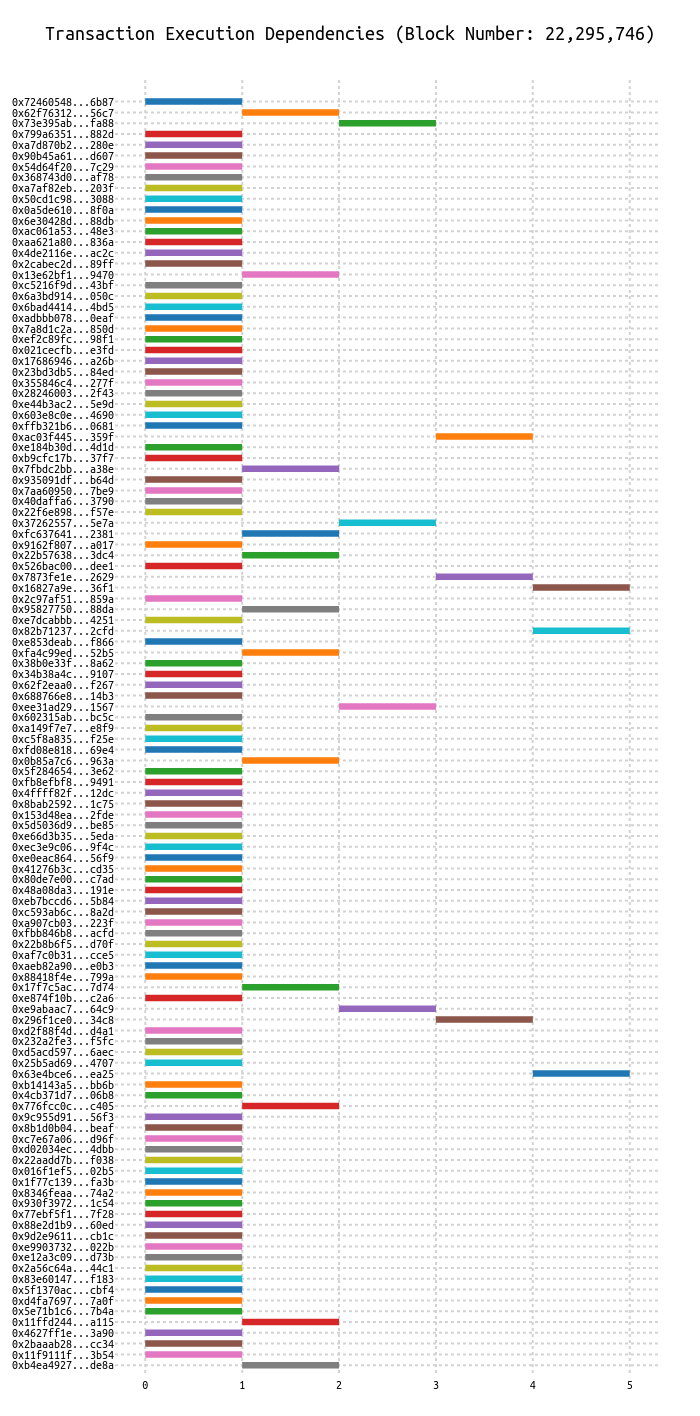 Transaction Execution Dependencies (Block Number: 22,295,746)
0x72460548...6b87
0x62f76312...56c7
0x73e395ab...fa88
0x799a6351...882d
0xa7d870b2...280e
0x90b45a61...d607
0x54d64f20...7c29
0x368743d0...af78
0xa7af82eb...203f
0x50cd1c98...3088
0x0a5de610...8f0a
0x6e30428d...88db
0xac061a53...48e3
0xaa621a80...836a
0x4de2116e...ac2c
0x2cabec2d...89ff
0x13e62bf1...9470
0xc5216f9d...43bf
0x6a3bd914...050c
0x6bad4414...4bd5
0xadbbb078...0eaf
0x7a8d1c2a...850d
0xef2c89fc...98f1
0x021cecfb...e3fd
0x17686946...a26b
0x23bd3db5...84ed
0x355846c4...277f
0x28246003...2f43
0xe44b3ac2...5e9d
0x603e8c0e...4690
0xffb321b6...0681
0xac03f445...359f
0xe184b30d...4d1d
0xb9cfc17b...37f7
0x7fbdc2bb...a38e
0x935091df...b64d
0x7aa60950...7be9
0x40daffa6...3790
0x22f6e898...f57e
0x37262557...5e7a
0xfc637641...2381
0x9162f807...a017
0x22b57638...3dc4
0x526bac00...dee1
0x7873fe1e...2629
0x16827a9e...36f1
0x2c97af51...859a
0x95827750...88da
0xe7dcabbb...4251
0x82b71237...2cfd
0xe853deab...f866
0xfa4c99ed...52b5
0x38b0e33f...8a62
0x34b38a4c...9107
0x62f2eaa0...f267
0x688766e8...14b3
0xee31ad29...1567
0x602315ab...bc5c
0xa149f7e7...e8f9
0xc5f8a835...f25e
0xfd08e818...69e4
0x0b85a7c6...963a
0x5f284654...3e62
0xfb8efbf8...9491
0x4ffff82f...12dc
0x8bab2592...1c75
0x153d48ea...2fde
0x5d5036d9...be85
0xe66d3b35...5eda
0xec3e9c06...9f4c
0xe0eac864...56f9
0x41276b3c...cd35
0x80de7e00...c7ad
0x48a08da3...191e
0xeb7bccd6...5b84
0xc593ab6c...8a2d
0xa907cb03...223f
0xfbb846b8...acfd
0x22b8b6f5...d70f
0xaf7c0b31...cce5
0xaeb82a90...e0b3
0x88418f4e...799a
0x17f7c5ac...7d74
0xe874f10b...c2a6
0xe9abaac7...64c9
0x296f1ce0...34c8
0xd2f88f4d...d4a1
0x232a2fe3...f5fc
0xd5acd597...6aec
0x25b5ad69...4707
0x63e4bce6...ea25
0xb14143a5...bb6b
0x4cb371d7...06b8
0x776fcc0c...c405
0x9c955d91...56f3
0x8b1d0b04...beaf
0xc7e67a06...d96f
0xd02034ec...4dbb
0x22aadd7b...f038
0x016f1ef5...02b5
0x1f77c139...fa3b
0x8346feaa...74a2
0x930f3972...1c54
0x77ebf5f1...7f28
0x88e2d1b9...60ed
0x9d2e9611...cb1c
0xe9903732...022b
0xe12a3c09...d73b
0x2a56c64a...44c1
0x83e60147...f183
0x5f1370ac...cbf4
0xd4fa7697...7a0f
0x5e71b1c6...7b4a
0x11ffd244...a115
0x4627ff1e...3a90
0x2baaab28...cc34
0x11f9111f...3b54
0xb4ea4927...de8a
0 1 2 3 4 5